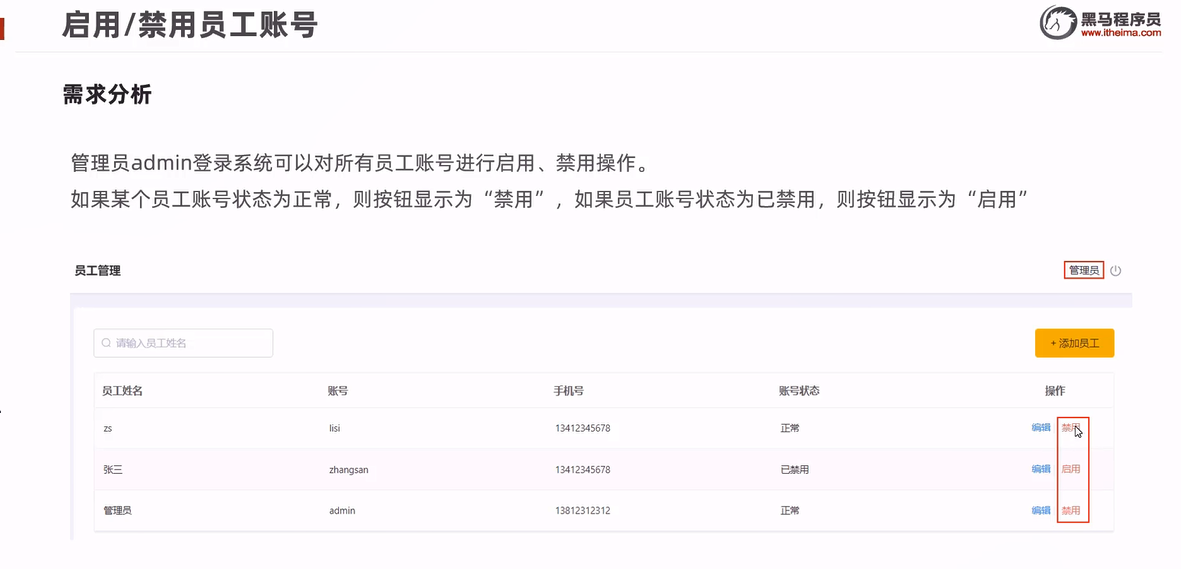 启用/禁用员工账号
黑马程序员
www.itheima.com
需求分析
管理员admin登录系统可以对所有员工账号进行启用、禁用操作。
如果某个员工账号状态为正常，则按钮显示为“禁用”，如果员工账号状态为已禁用，则按钮显示为“启用”
员工管理 管理员
请输入员工姓名 + 添加员工
员工姓名 账号 手机号 账号状态 操作
zs lisi 13412345678 正常 编辑 禁用
张三 zhangsan 13412345678 已禁用 编辑 启用
管理员 admin 13812312312 正常 编辑 禁用